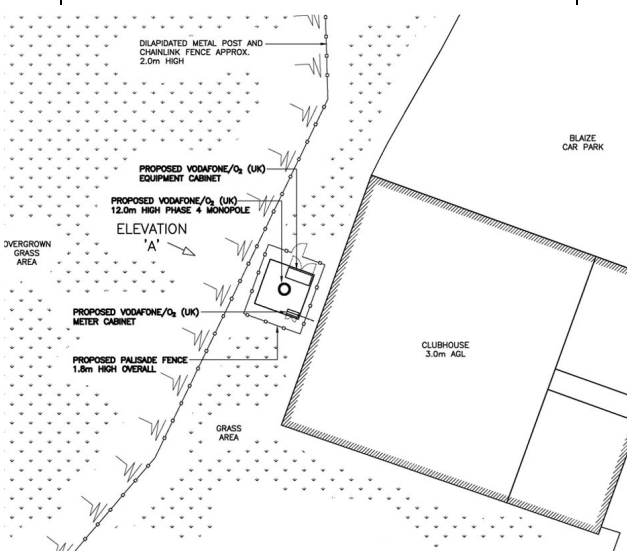 DILAPIDATED METAL POST AND
CHAINLINK FENCE APPROX.
2.0m HIGH
BLAIZE
CAR PARK
PROPOSED VODAFONE/O₂ (UK)
EQUIPMENT CABINET
PROPOSED VODAFONE/O₂ (UK)
12.0m HIGH PHASE 4 MONOPOLE
ELEVATION
'A'
OVERGROWN
GRASS
AREA
PROPOSED VODAFONE/O₂ (UK)
METER CABINET
CLUBHOUSE
3.0m AGL
PROPOSED PALISADE FENCE
1.8m HIGH OVERALL
GRASS
AREA